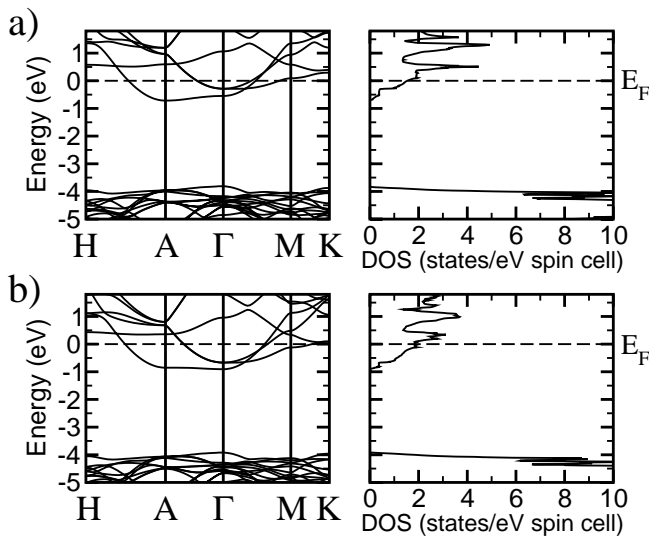 a)
Energy (eV)
1
0
-1
-2
-3
-4
-5
H A Γ M K
0 2 4 6 8 10
DOS (states/eV spin cell)
E_F
b)
Energy (eV)
1
0
-1
-2
-3
-4
-5
H A Γ M K
0 2 4 6 8 10
DOS (states/eV spin cell)
E_F